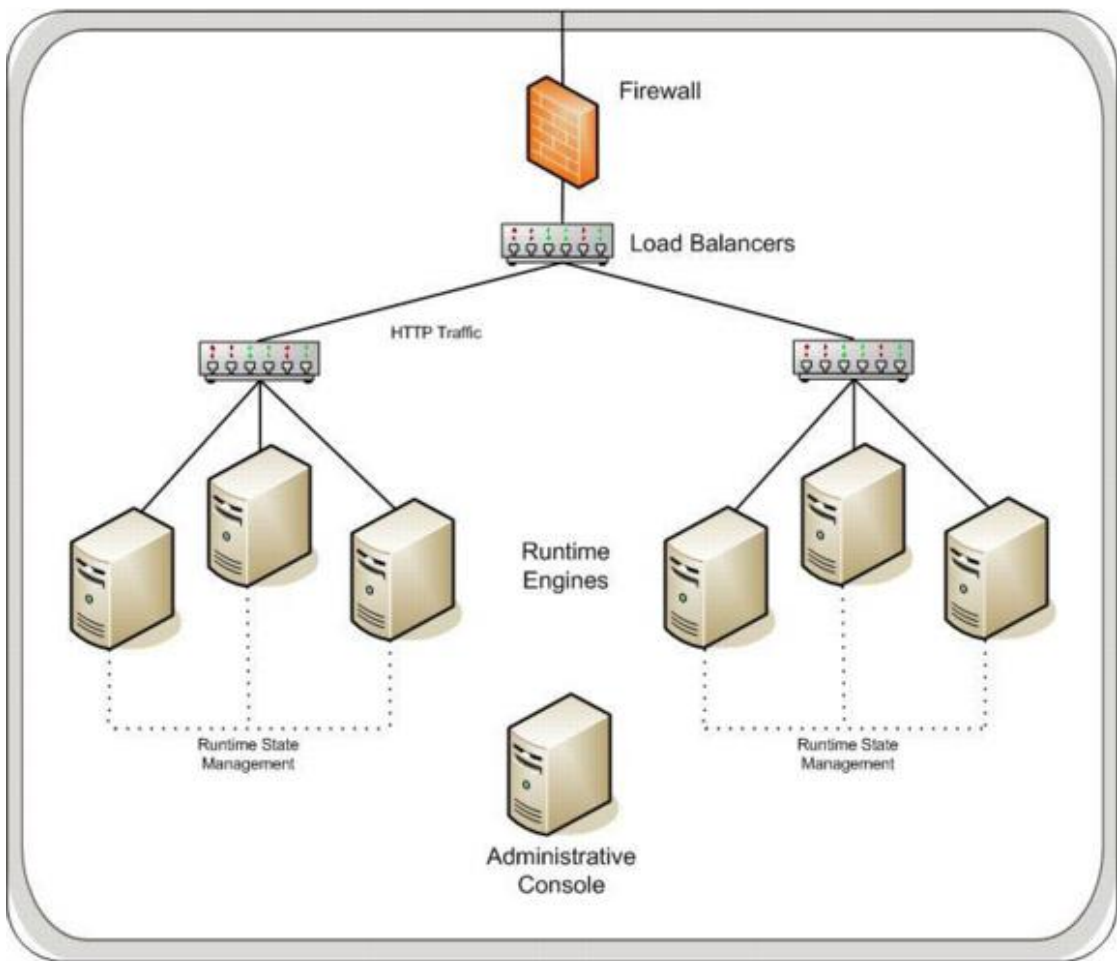 Firewall
Load Balancers
HTTP Traffic
Runtime
Engines
Runtime State
Management
Runtime State
Management
Administrative
Console